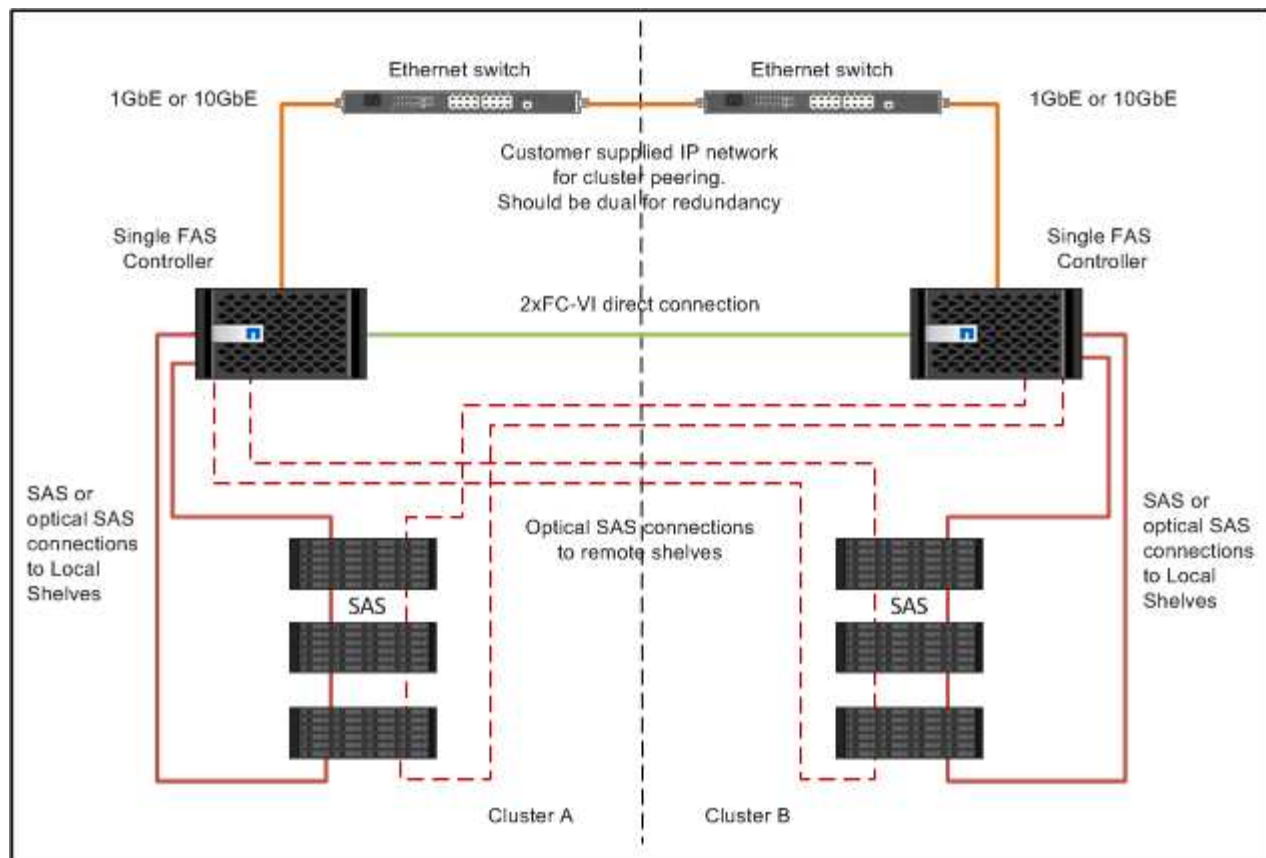 Ethernet switch
Ethernet switch
1GbE or 10GbE
1GbE or 10GbE
Customer supplied IP network
for cluster peering.
Should be dual for redundancy
Single FAS
Controller
Single FAS
Controller
2xFC-VI direct connection
SAS or
optical SAS
connections
to Local
Shelves
Optical SAS connections
to remote shelves
SAS or
optical SAS
connections
to Local
Shelves
SAS
SAS
Cluster A
Cluster B